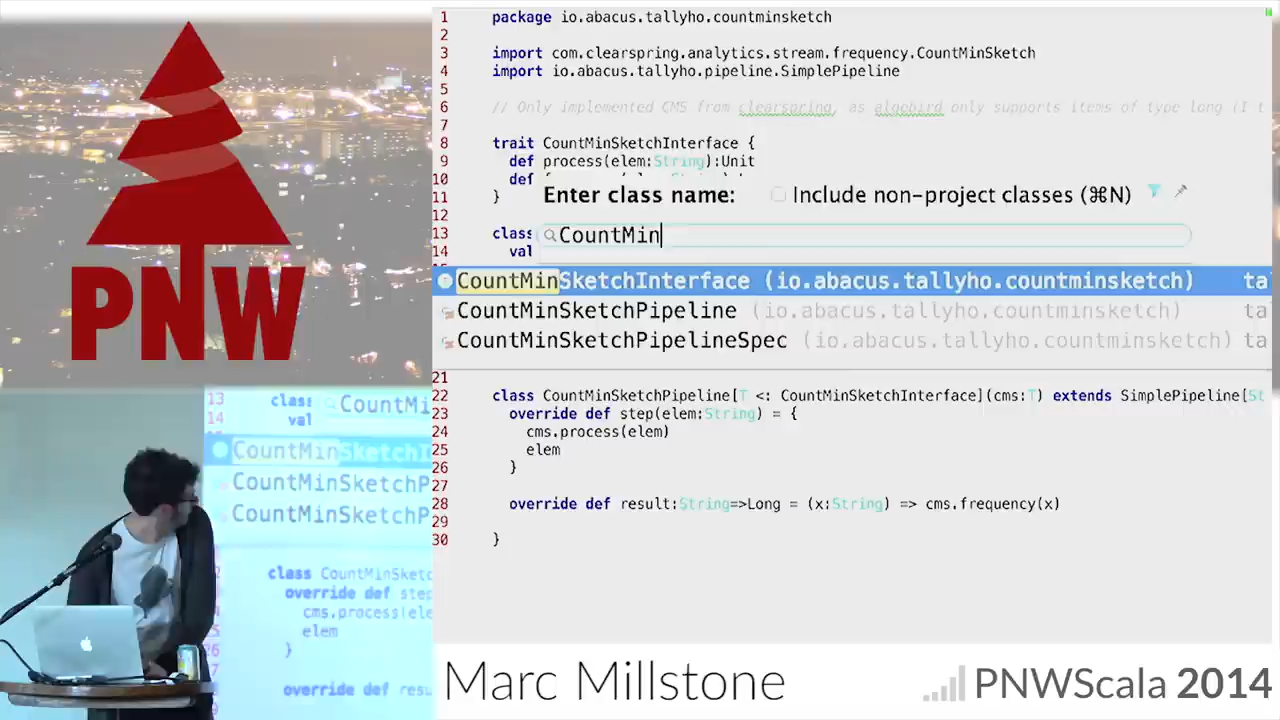 PNW
1 package io.abacus.tallyho.countminsketch
2
3 import com.clearspring.analytics.stream.frequency.CountMinSketch
4 import io.abacus.tallyho.pipeline.SimplePipeline
5
6 // Only implemented CMS from clearspring, as algebird only supports items of type long (I t
7
8 trait CountMinSketchInterface {
9 def process(elem:String):Unit
10 def
11 }
12
13 class
14 val
Enter class name: Include non-project classes (⌘N)
CountMin
CountMinSketchInterface (io.abacus.tallyho.countminsketch) ta
CountMinSketchPipeline (io.abacus.tallyho.countminsketch) ta
CountMinSketchPipelineSpec (io.abacus.tallyho.countminsketch) ta
21
22 class CountMinSketchPipeline[T <: CountMinSketchInterface](cms:T) extends SimplePipeline[St
23 override def step(elem:String) = {
24 cms.process(elem)
25 elem
26 }
27
28 override def result:String=>Long = (x:String) => cms.frequency(x)
29
30 }
13 class CountMi
14 val
CountMinSketchI
CountMinSketchP
CountMinSketchP
class CountMinSketc
override def step
cms.process(ele
elem
}
override def resu
Marc Millstone
PNWScala 2014